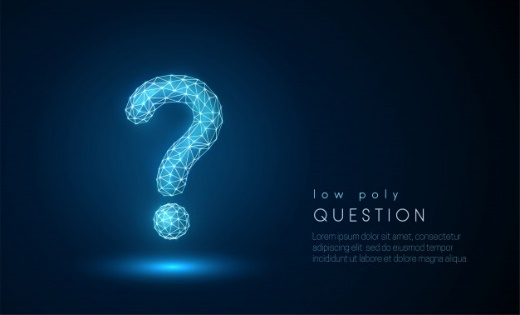 low poly
QUESTION
Lorem ipsum dolor sit amet, consectetur
adipiscing elit sed do eiusmod tempor
incididunt ut labore et dolore magna aliqua.